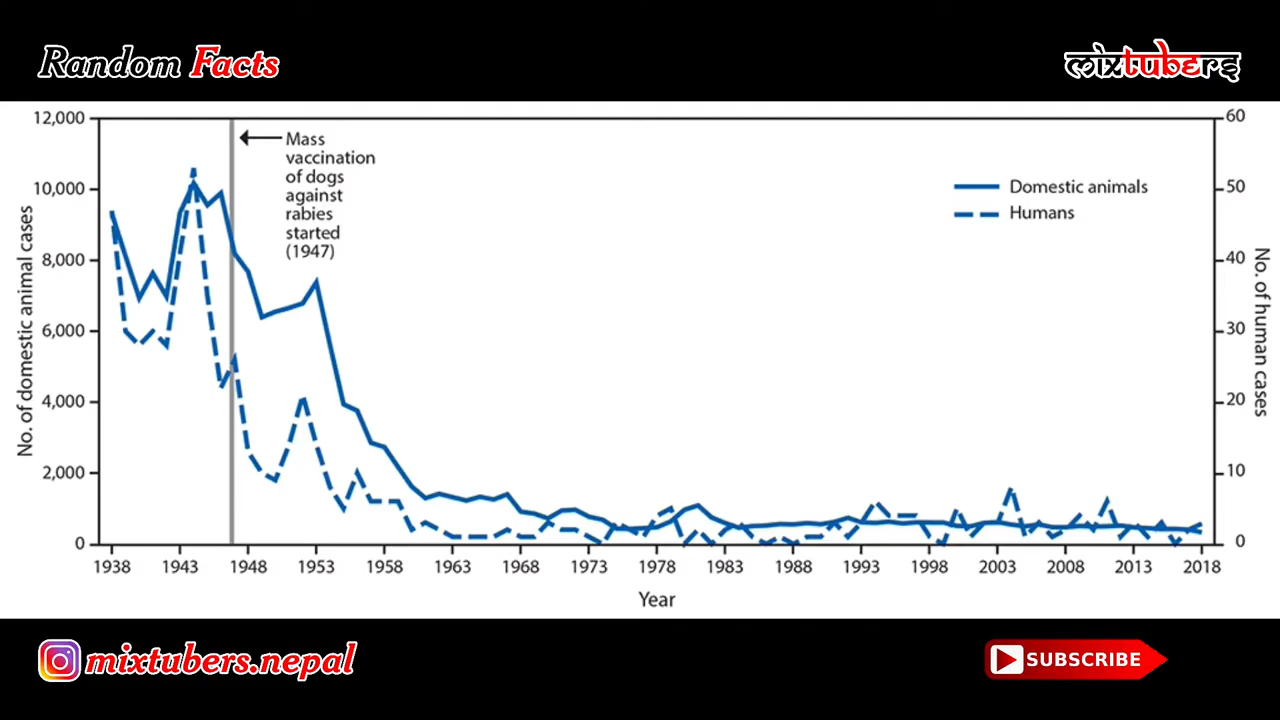 Random Facts
mixtubers
12,000
10,000
8,000
6,000
4,000
2,000
0
No. of domestic animal cases
Mass
vaccination
of dogs
against
rabies
started
(1947)
Domestic animals
Humans
60
50
40
30
20
10
0
No. of human cases
1938 1943 1948 1953 1958 1963 1968 1973 1978 1983 1988 1993 1998 2003 2008 2013 2018
Year
mixtubers.nepal
SUBSCRIBE